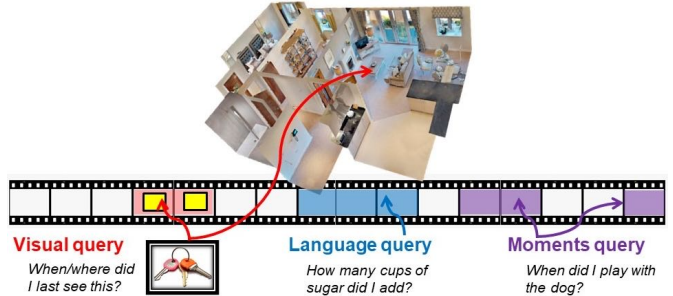 Visual query
When/where did
I last see this?
Language query
How many cups of
sugar did I add?
Moments query
When did I play with
the dog?